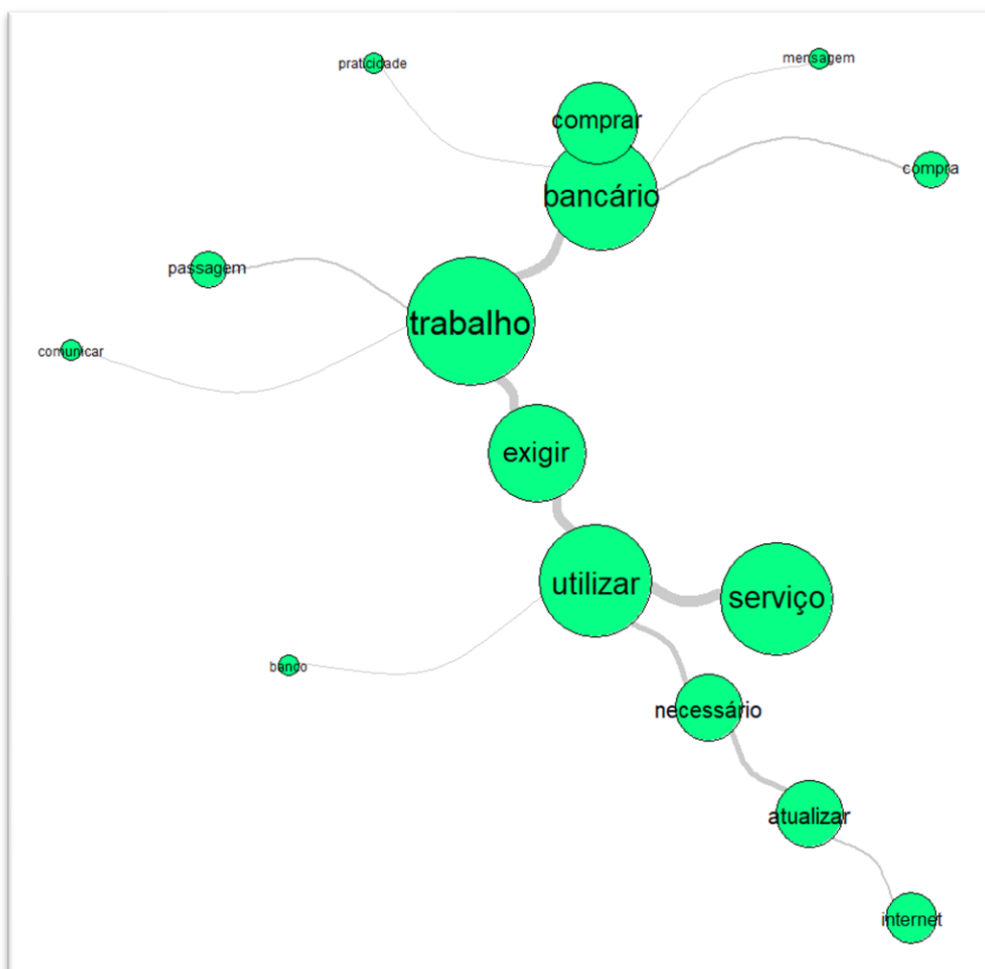 praticidade
mensagem
comprar
compra
bancário
passagem
trabalho
comunicar
exigir
utilizar
serviço
banco
necessário
atualizar
internet